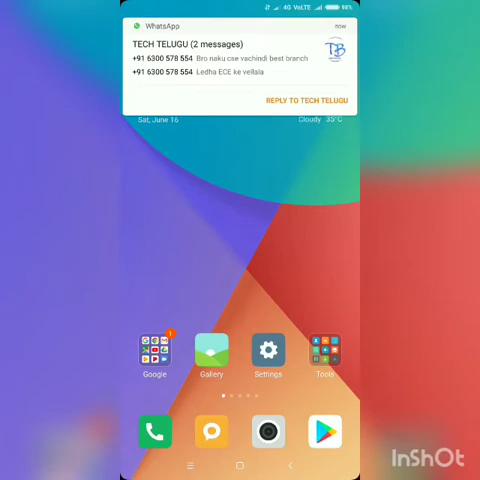 4G VoLTE 98%
WhatsApp now
TECH TELUGU (2 messages)
+91 6300 578 554 Bro naku cse vachindi best branch
+91 6300 578 554 Ledha ECE ke vellala
TB
REPLY TO TECH TELUGU
Sat, June 16 Cloudy 35°C
1
Google Gallery Settings Tools
InShOt